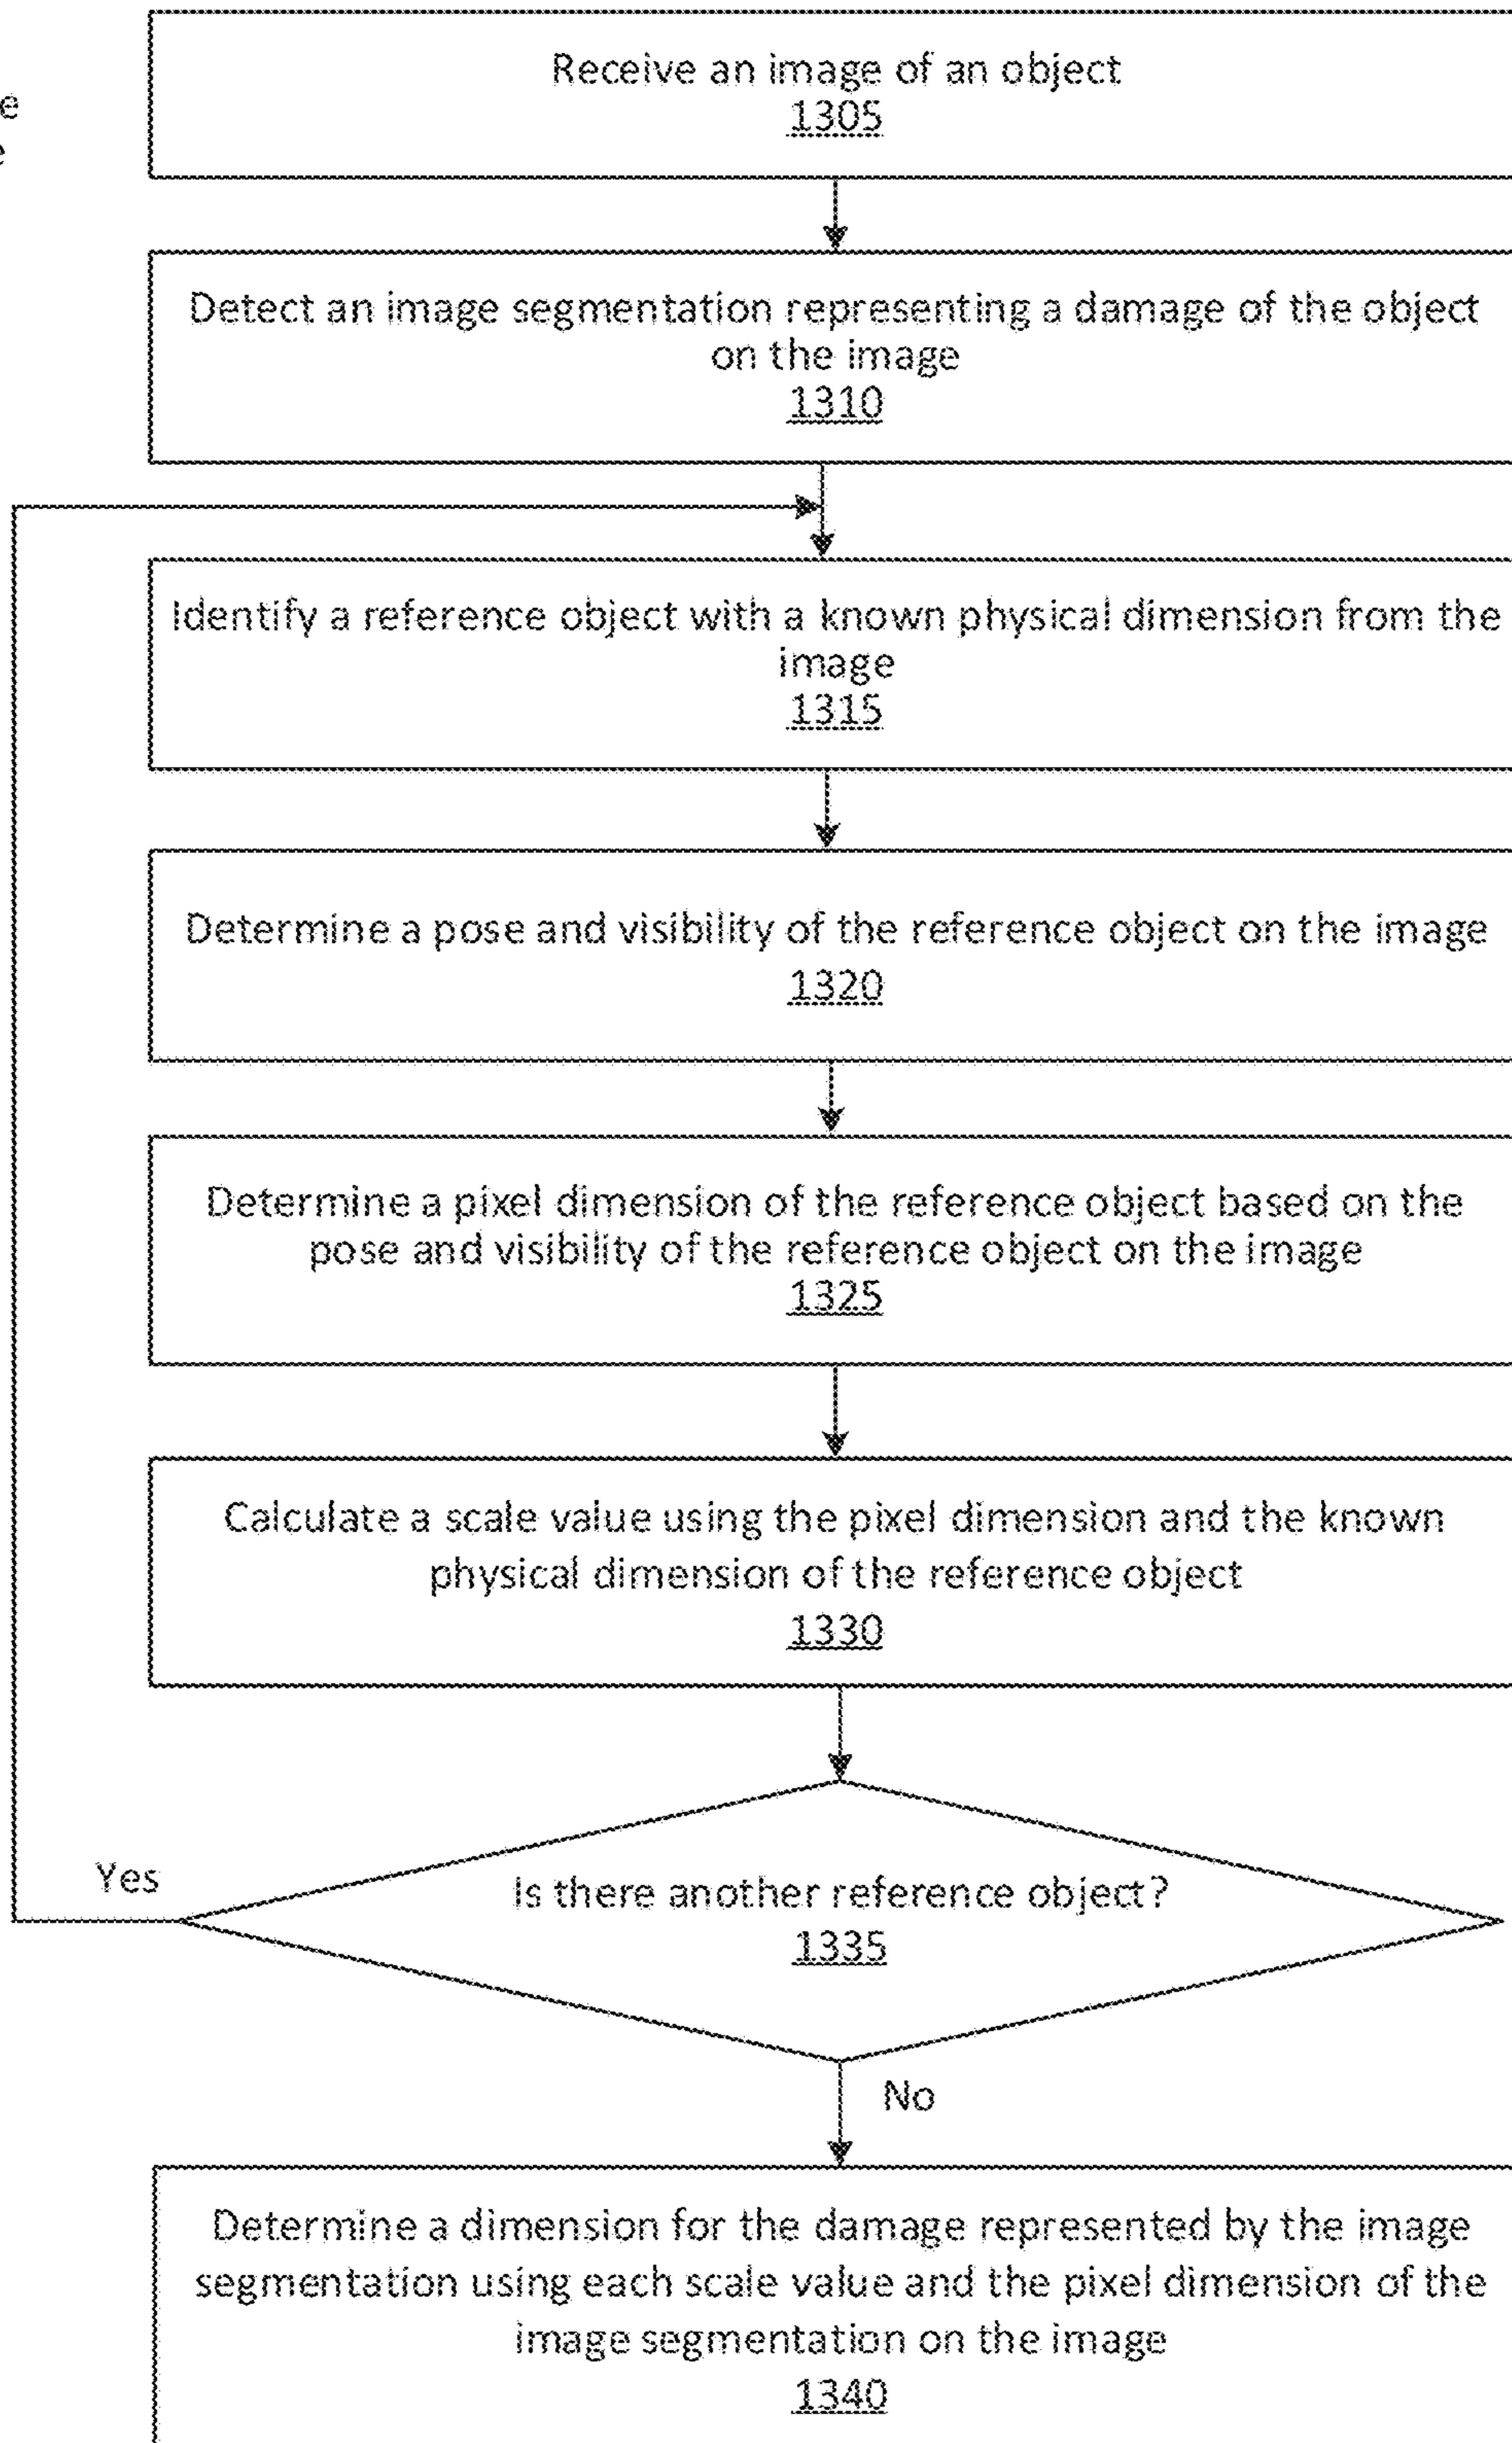 Receive an image of an object
1305
Detect an image segmentation representing a damage of the object
on the image
1310
Identify a reference object with a known physical dimension from the
image
1315
Determine a pose and visibility of the reference object on the image
1320
Determine a pixel dimension of the reference object based on the
pose and visibility of the reference object on the image
1325
Calculate a scale value using the pixel dimension and the known
physical dimension of the reference object
1330
Yes
Is there another reference object?
1335
No
Determine a dimension for the damage represented by the image
segmentation using each scale value and the pixel dimension of the
image segmentation on the image
1340